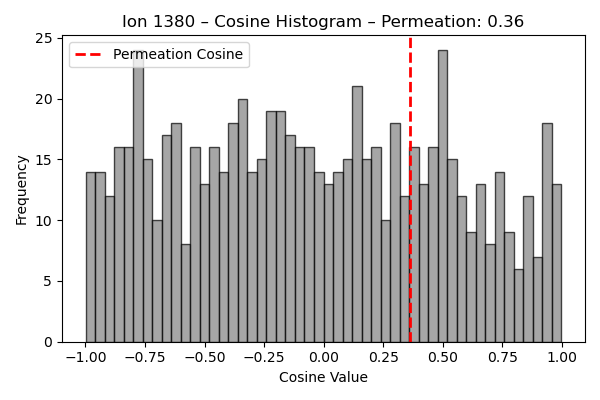 Ion 1380 – Cosine Histogram – Permeation: 0.36
Permeation Cosine
Frequency
25
20
15
10
5
0
−1.00 −0.75 −0.50 −0.25 0.00 0.25 0.50 0.75 1.00
Cosine Value